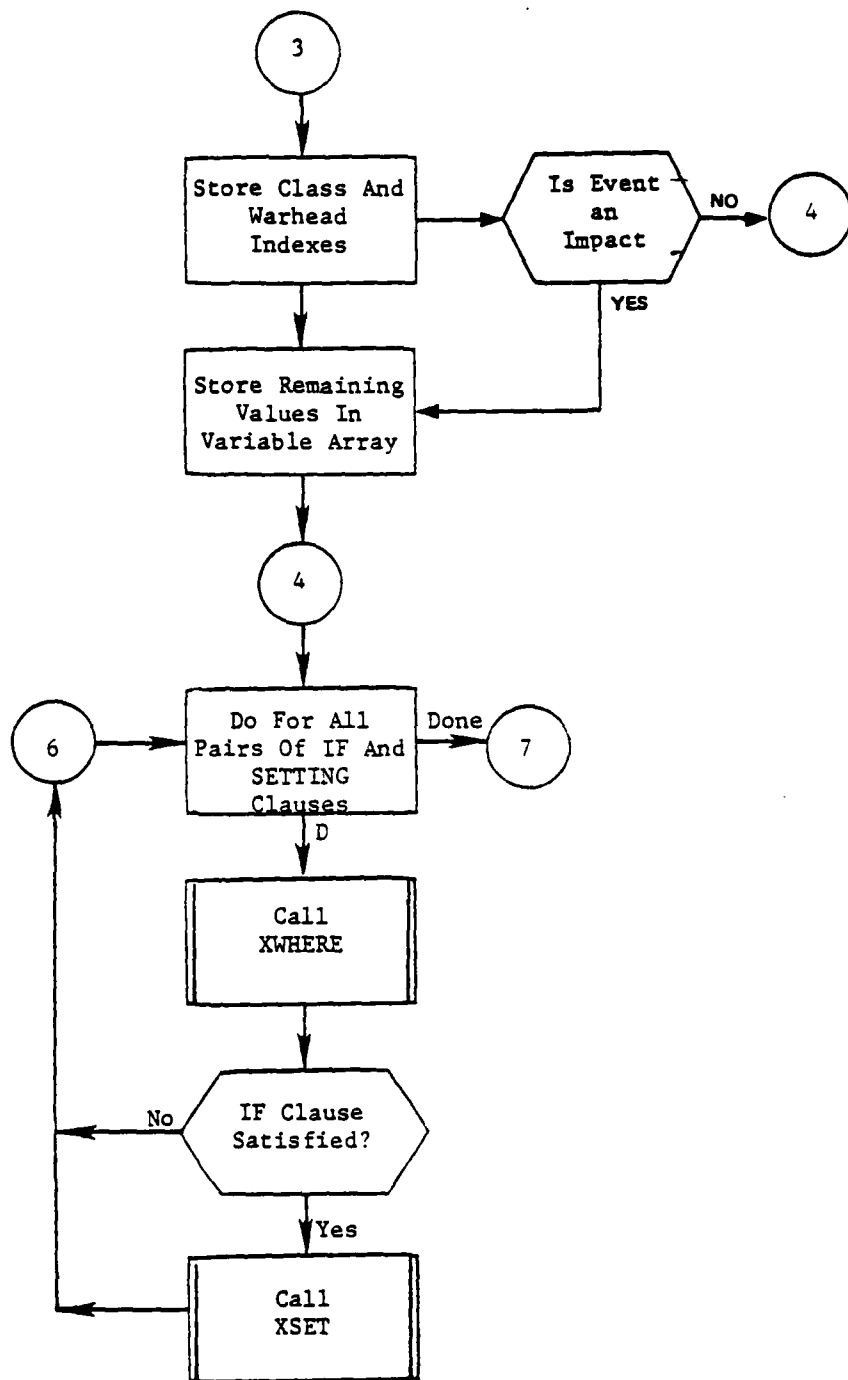 3
Store Class And
Warhead
Indexes
Is Event
an
Impact
NO
4
YES
Store Remaining
Values In
Variable Array
4
6
Do For All
Pairs Of IF And
SETTING
Clauses
Done
7
D
Call
XWHERE
IF Clause
Satisfied?
No
Yes
Call
XSET